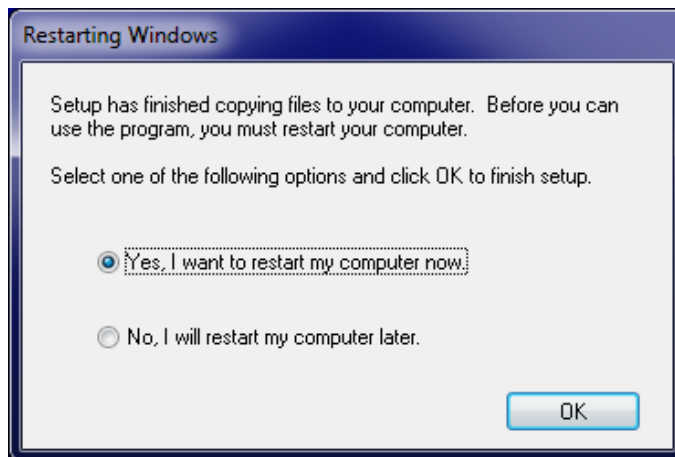 Restarting Windows
Setup has finished copying files to your computer.  Before you can
use the program, you must restart your computer.
Select one of the following options and click OK to finish setup.
Yes, I want to restart my computer now.
No, I will restart my computer later.
OK